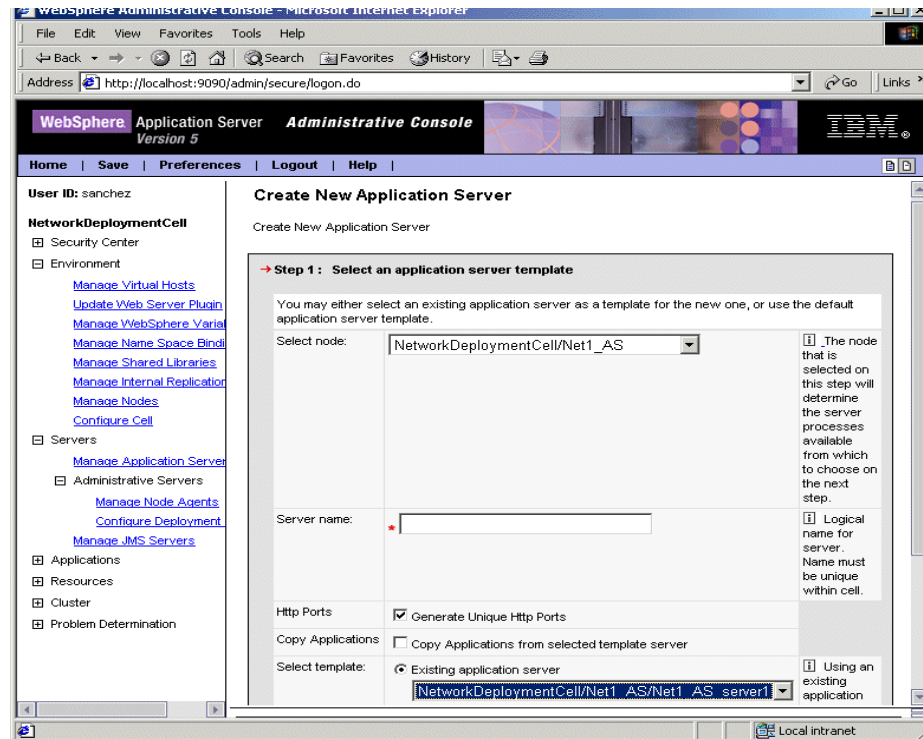 WebSphere Administrative Console - Microsoft Internet Explorer
File Edit View Favorites Tools Help
Back Search Favorites History
Address http://localhost:9090/admin/secure/logon.do Go Links »
WebSphere Application Server Administrative Console
Version 5
IBM
Home | Save | Preferences | Logout | Help |
User ID: sanchez
NetworkDeploymentCell
Security Center
Environment
Manage Virtual Hosts
Update Web Server Plugin
Manage WebSphere Varial
Manage Name Space Bindi
Manage Shared Libraries
Manage Internal Replication
Manage Nodes
Configure Cell
Servers
Manage Application Server
Administrative Servers
Manage Node Agents
Configure Deployment
Manage JMS Servers
Applications
Resources
Cluster
Problem Determination
Create New Application Server
Create New Application Server
Step 1 : Select an application server template
You may either select an existing application server as a template for the new one, or use the default
application server template.
Select node:
NetworkDeploymentCell/Net1_AS
i The node
that is
selected on
this step will
determine
the server
processes
available
from which
to choose on
the next
step.
Server name:
*
i Logical
name for
server.
Name must
be unique
within cell.
Http Ports
Generate Unique Http Ports
Copy Applications
Copy Applications from selected template server
Select template:
Existing application server
NetworkDeploymentCell/Net1_AS/Net1_AS_server1
i Using an
existing
application
Local intranet